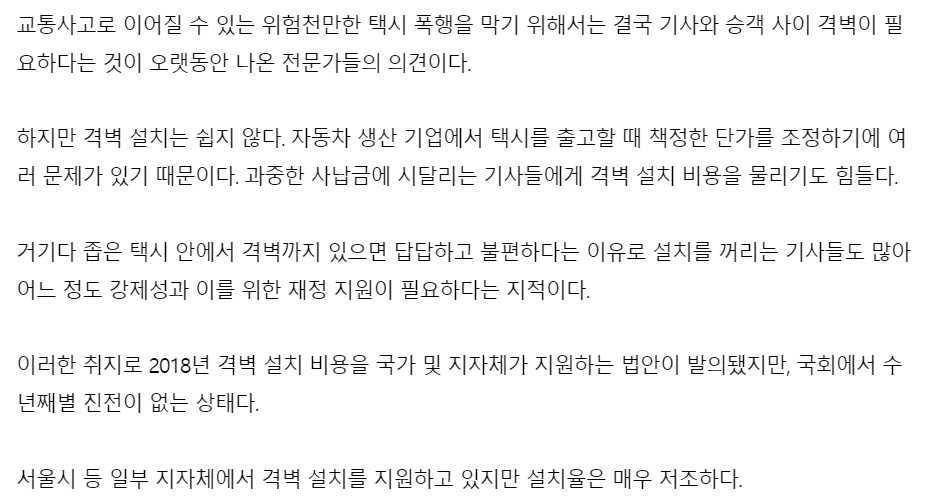 교통사고로 이어질 수 있는 위험천만한 택시 폭행을 막기 위해서는 결국 기사와 승객 사이 격벽이 필
요하다는 것이 오랫동안 나온 전문가들의 의견이다.
하지만 격벽 설치는 쉽지 않다. 자동차 생산 기업에서 택시를 출고할 때 책정한 단가를 조정하기에 여
러 문제가 있기 때문이다. 과중한 사납금에 시달리는 기사들에게 격벽 설치 비용을 물리기도 힘들다.
거기다 좁은 택시 안에서 격벽까지 있으면 답답하고 불편하다는 이유로 설치를 꺼리는 기사들도 많아
어느 정도 강제성과 이를 위한 재정 지원이 필요하다는 지적이다.
이러한 취지로 2018년 격벽 설치 비용을 국가 및 지자체가 지원하는 법안이 발의됐지만, 국회에서 수
년째별 진전이 없는 상태다.
서울시 등 일부 지자체에서 격벽 설치를 지원하고 있지만 설치율은 매우 저조하다.